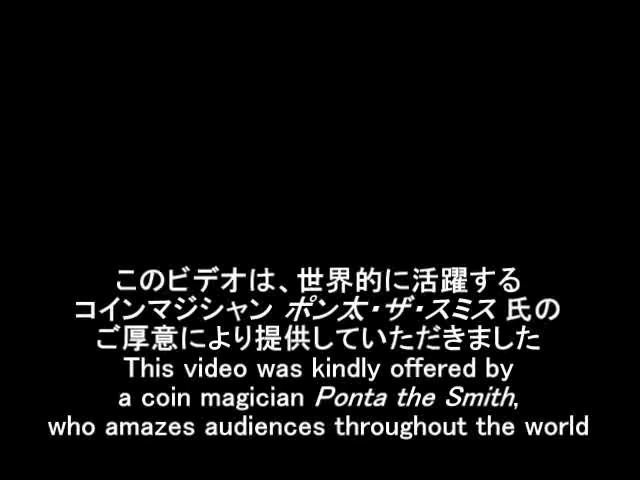 このビデオは、世界的に活躍する
コインマジシャン ポン太・ザ・スミス 氏の
ご厚意により提供していただきました
This video was kindly offered by
a coin magician Ponta the Smith,
who amazes audiences throughout the world